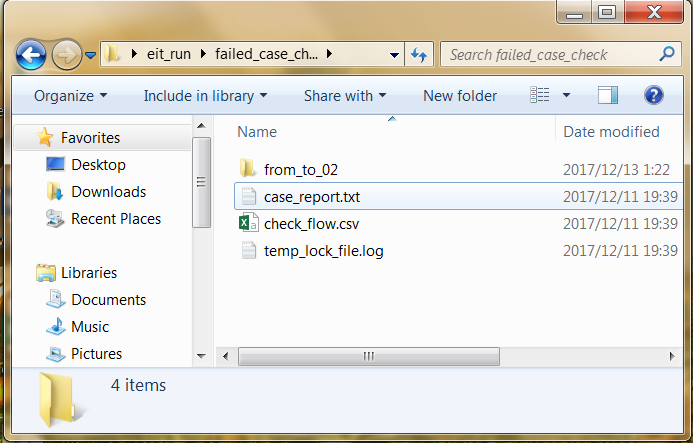 eit_run failed_case_ch... Search failed_case_check
Organize Include in library Share with New folder
Favorites
Desktop
Downloads
Recent Places
Libraries
Documents
Music
Pictures
Name Date modified
from_to_02 2017/12/13 1:22
case_report.txt 2017/12/11 19:39
check_flow.csv 2017/12/11 19:39
temp_lock_file.log 2017/12/11 19:39
4 items